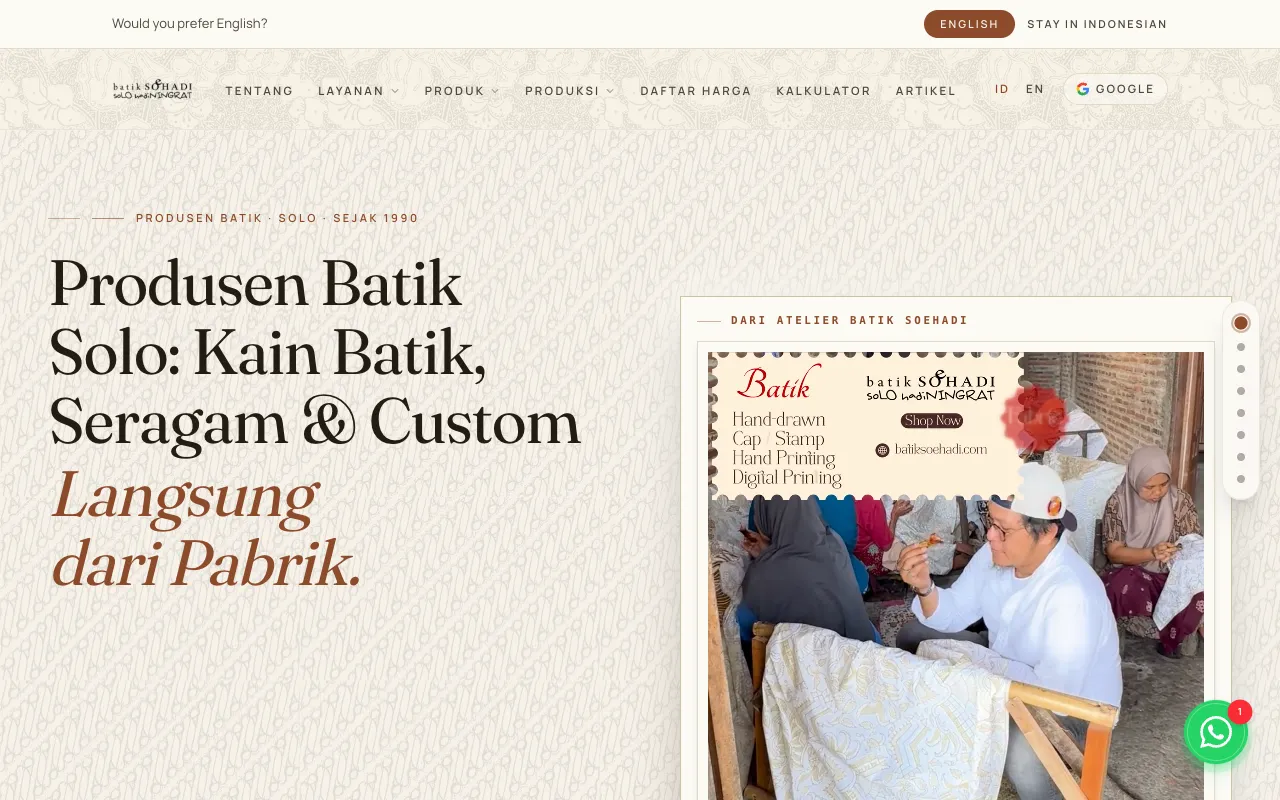 Would you prefer English?
ENGLISH
STAY IN INDONESIAN
batik SOEHADI
soLO hadiNINGRAT
TENTANG
LAYANAN
PRODUK
PRODUKSI
DAFTAR HARGA
KALKULATOR
ARTIKEL
ID
EN
GOOGLE
PRODUSEN BATIK · SOLO · SEJAK 1990
Produsen Batik
Solo: Kain Batik,
Seragam & Custom
Langsung
dari Pabrik.
DARI ATELIER BATIK SOEHADI
Batik
Hand-drawn
Cap / Stamp
Hand Printing
Digital Printing
batik SOEHADI
soLO hadiNINGRAT
Shop Now
batiksoehadi.com
1